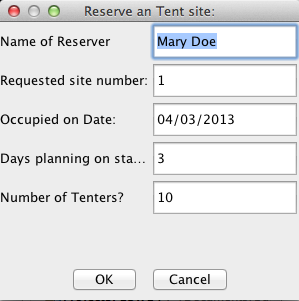 Reserve an Tent site:
Name of Reserver Mary Doe
Requested site number: 1
Occupied on Date: 04/03/2013
Days planning on sta... 3
Number of Tenters? 10
OK Cancel